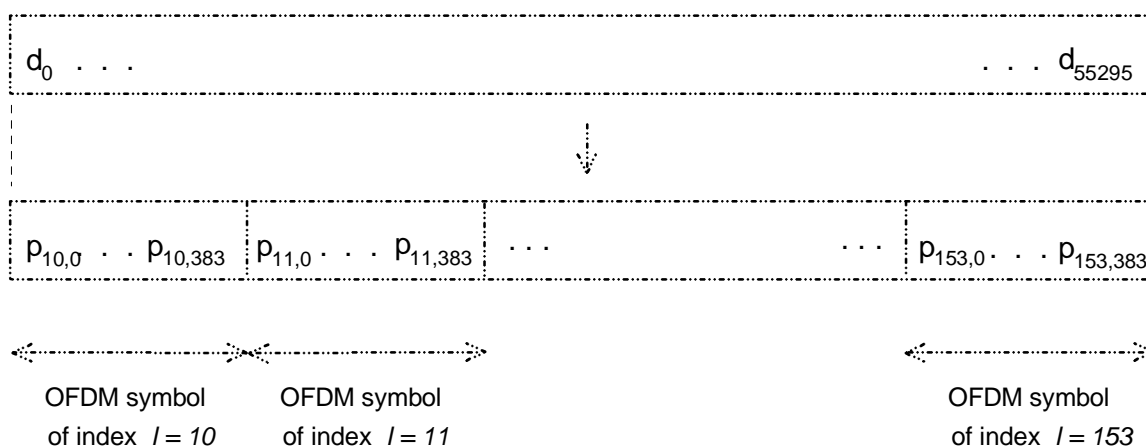 d0 . . . . . . d55295
p10,0 . . p10,383 p11,0 . . . p11,383 . . . . . . p153,0 . . . p153,383
OFDM symbol OFDM symbol OFDM symbol
of index l = 10 of index l = 11 of index l = 153